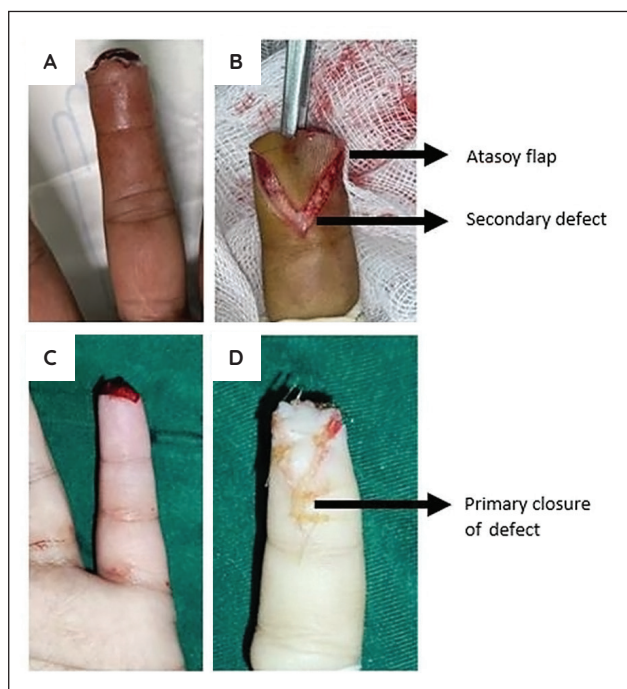 A
B
Atasoy flap
Secondary defect
C
D
Primary closure
of defect